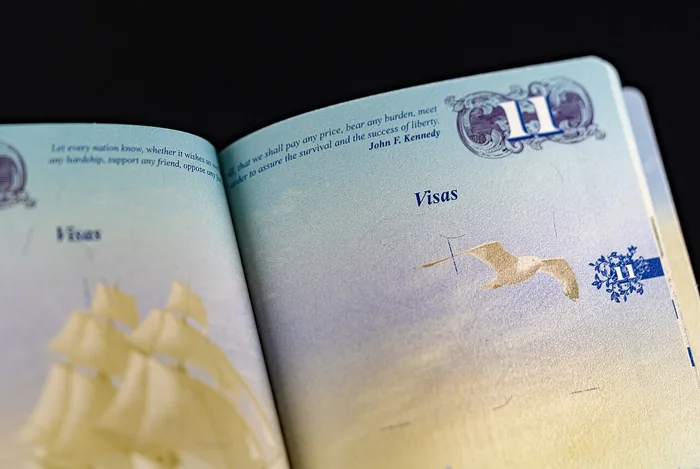 Let every nation know, whether it wishes us
any hardship, support any friend, oppose any
Visas
that we shall pay any price, bear any burden, meet
order to assure the survival and the success of liberty.
John F. Kennedy
11
Visas
11